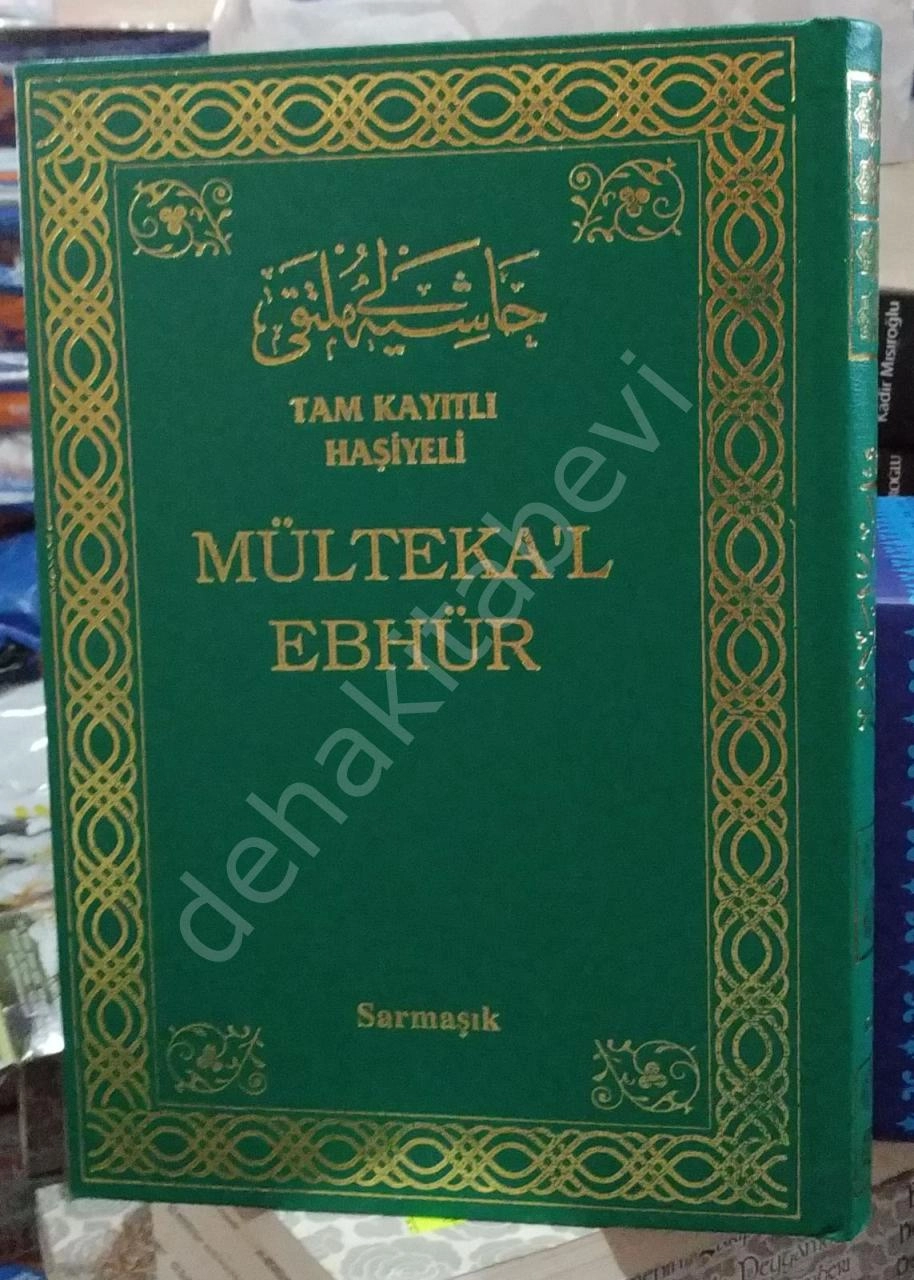 حاشيه لى ملتقى
TAM KAYITLI
HAŞİYELİ
MÜLTEKA'L
EBHÜR
Sarmaşık
dehakitabevi
Kadir Mısıroğlu